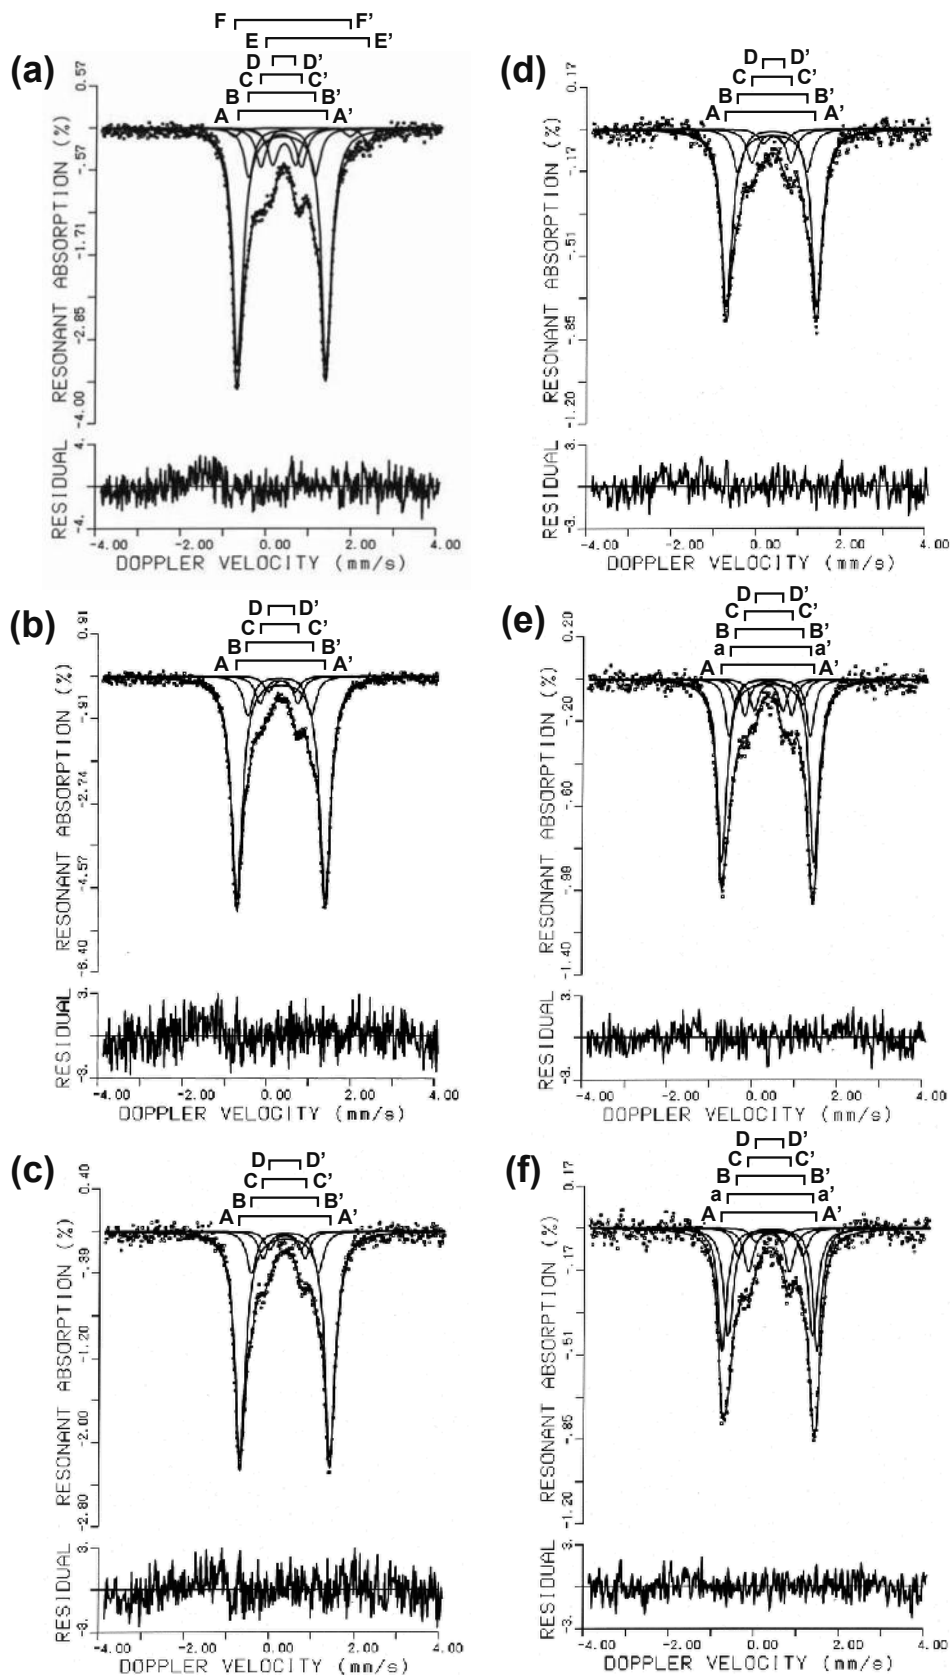 F F'
E E'
D D'
C C'
B B'
A A'
(a)
0.57
-.57
-1.71
-2.85
-4.00
RESONANT ABSORPTION (%)
4.
-4.
RESIDUAL
-4.00 -2.00 0.00 2.00 4.00
DOPPLER VELOCITY (mm/s)
D D'
C C'
B B'
A A'
(d)
0.17
-.17
-.51
-.85
-1.20
RESONANT ABSORPTION (%)
3.
-3.
RESIDUAL
-4.00 -2.00 0.00 2.00 4.00
DOPPLER VELOCITY (mm/s)
D D'
C C'
B B'
A A'
(b)
0.91
-.91
-2.74
-4.57
-6.40
RESONANT ABSORPTION (%)
3.
-3.
RESIDUAL
-4.00 -2.00 0.00 2.00 4.00
DOPPLER VELOCITY (mm/s)
D D'
C C'
B B'
a a'
A A'
(e)
0.20
-.20
-.60
-.99
-1.40
RESONANT ABSORPTION (%)
3.
-3.
RESIDUAL
-4.00 -2.00 0.00 2.00 4.00
DOPPLER VELOCITY (mm/s)
D D'
C C'
B B'
A A'
(c)
0.40
-.39
-1.20
-2.00
-2.80
RESONANT ABSORPTION (%)
3.
-3.
RESIDUAL
-4.00 -2.00 0.00 2.00 4.00
DOPPLER VELOCITY (mm/s)
D D'
C C'
B B'
a a'
A A'
(f)
0.17
-.17
-.51
-.85
-1.20
RESONANT ABSORPTION (%)
3.
-3.
RESIDUAL
-4.00 -2.00 0.00 2.00 4.00
DOPPLER VELOCITY (mm/s)